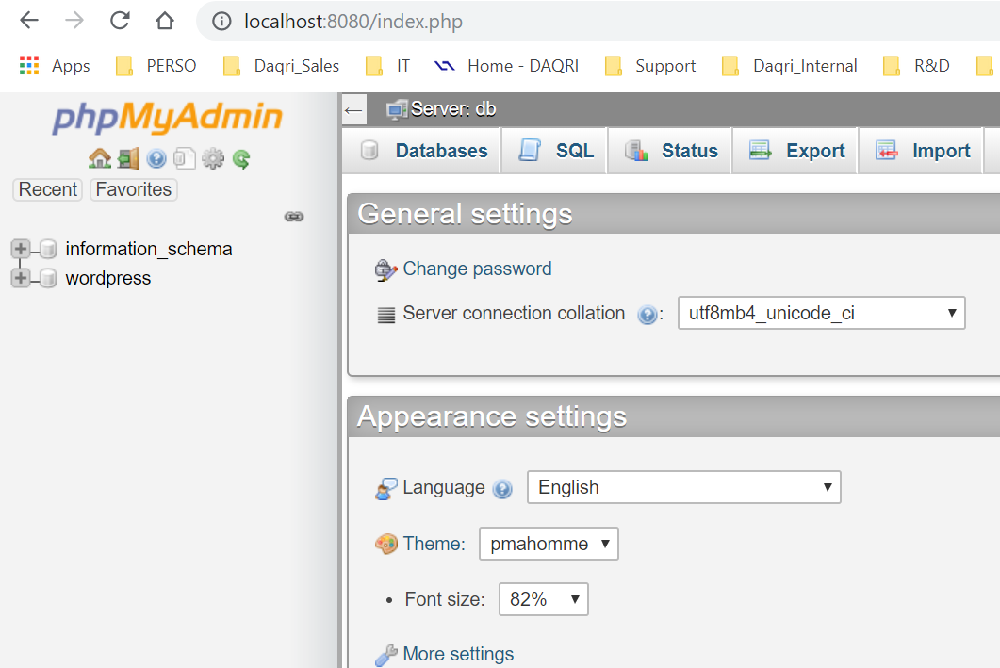 localhost:8080/index.php
Apps PERSO Daqri_Sales IT Home - DAQRI Support Daqri_Internal R&D
phpMyAdmin
Recent Favorites
information_schema
wordpress
Server: db
Databases SQL Status Export Import
General settings
Change password
Server connection collation : utf8mb4_unicode_ci
Appearance settings
Language English
Theme: pmahomme
• Font size: 82%
More settings